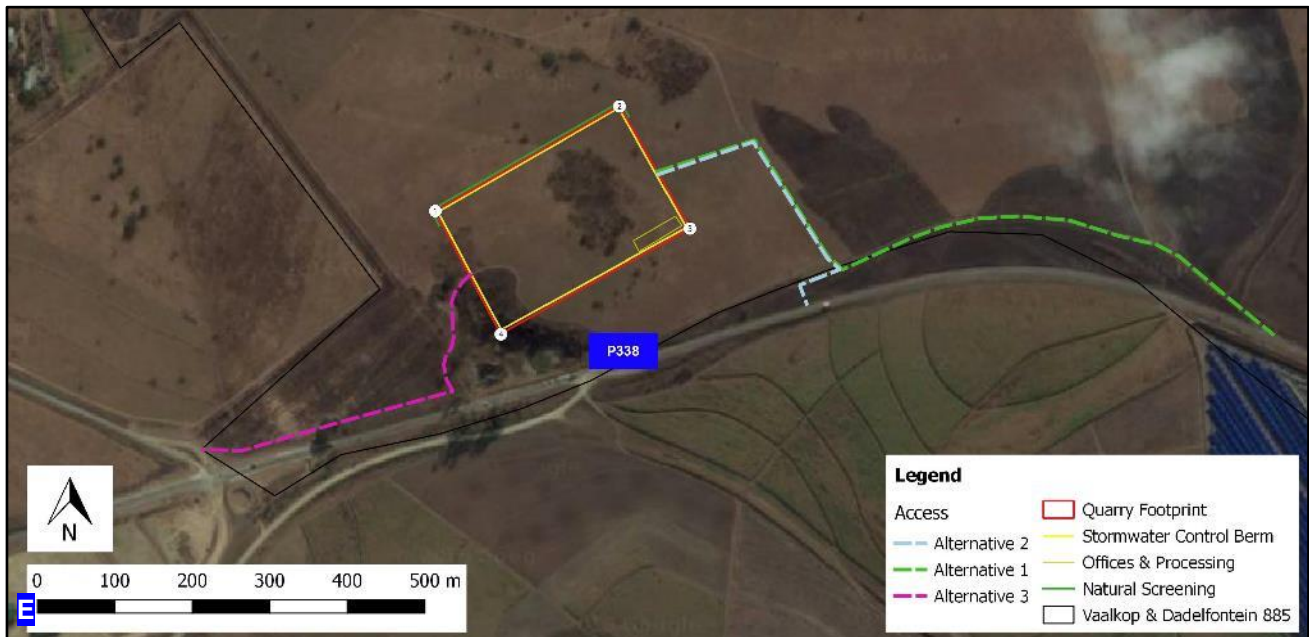 2
1
3
4
P338
N
0 100 200 300 400 500 m
E
Legend
Access
Alternative 2
Alternative 1
Alternative 3
Quarry Footprint
Stormwater Control Berm
Offices & Processing
Natural Screening
Vaalkop & Dadelfontein 885